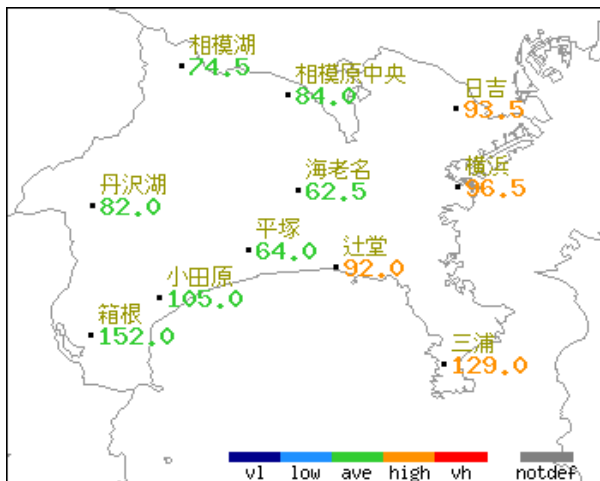 相模湖
74.5
相模原中央
84.0
日吉
93.5
丹沢湖
82.0
海老名
62.5
横浜
96.5
平塚
64.0
辻堂
92.0
小田原
105.0
箱根
152.0
三浦
129.0
vl low ave high vh notdef